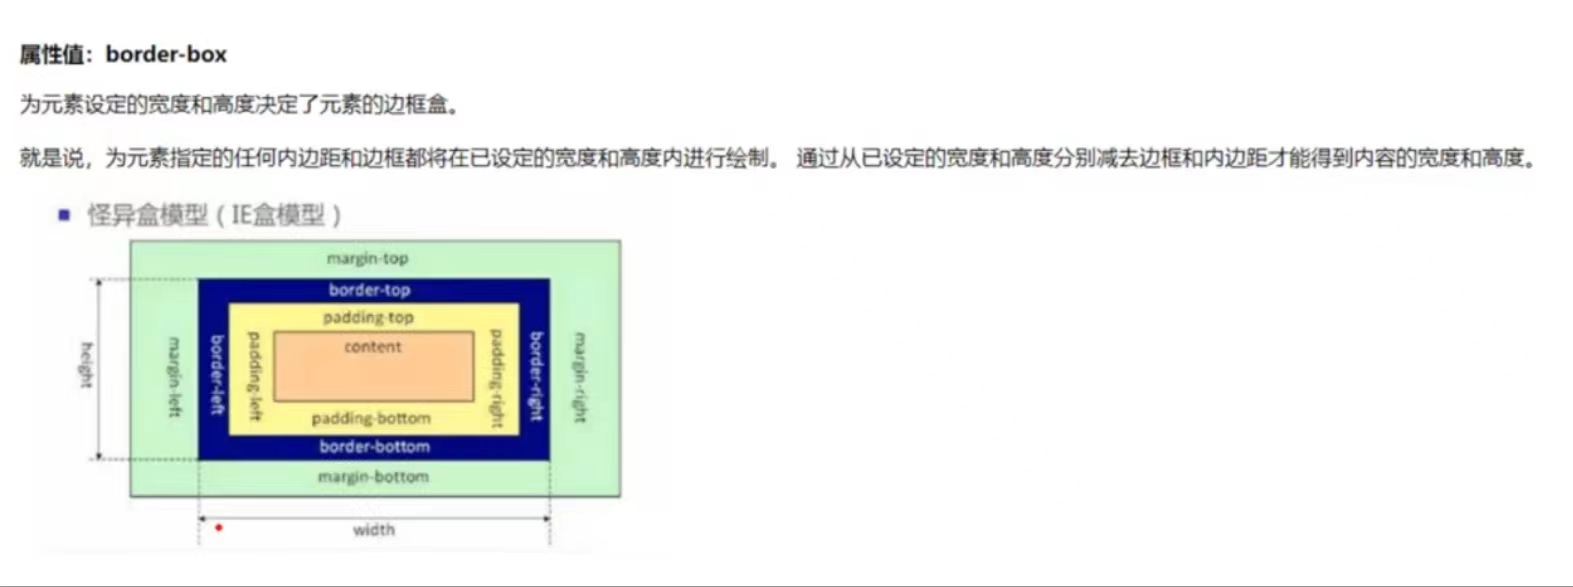 属性值：border-box
为元素设定的宽度和高度决定了元素的边框盒。
就是说，为元素指定的任何内边距和边框都将在已设定的宽度和高度内进行绘制。 通过从已设定的宽度和高度分别减去边框和内边距才能得到内容的宽度和高度。
■ 怪异盒模型（IE盒模型）
margin-top
border-top
padding-top
content
height
margin-left
border-left
padding-left
padding-right
border-right
margin-right
padding-bottom
border-bottom
margin-bottom
width